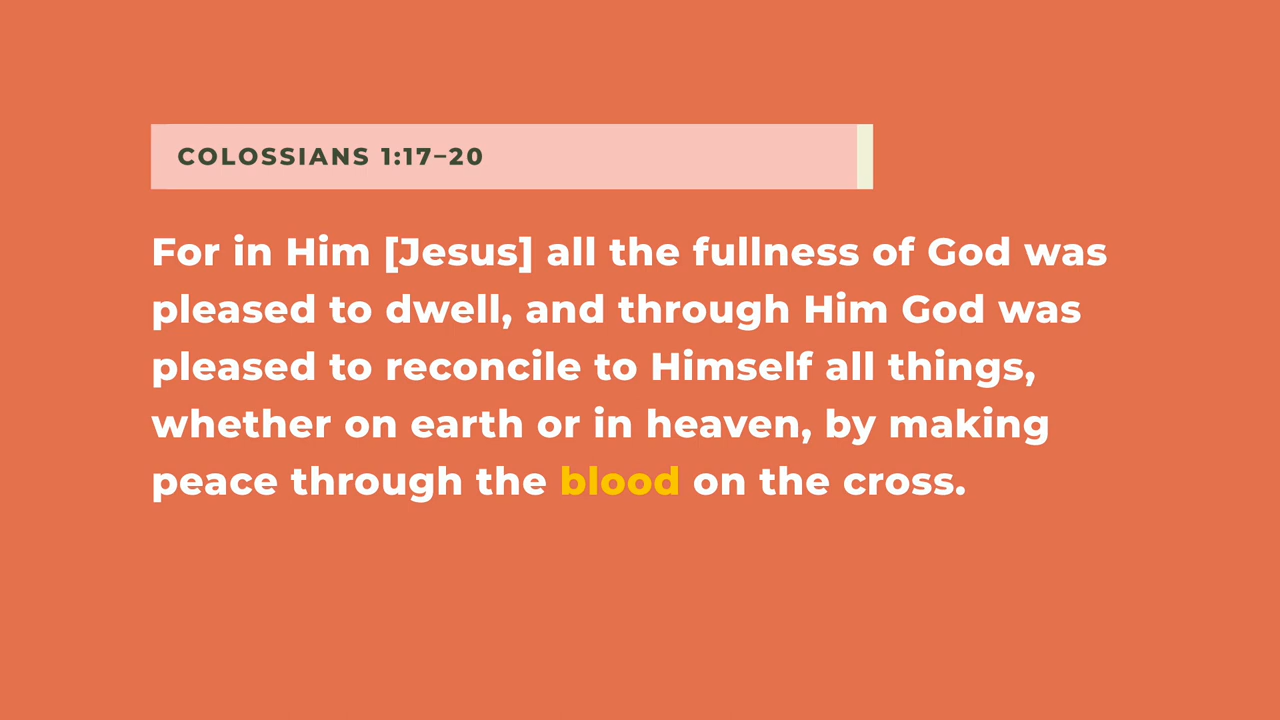 COLOSSIANS 1:17–20
For in Him [Jesus] all the fullness of God was
pleased to dwell, and through Him God was
pleased to reconcile to Himself all things,
whether on earth or in heaven, by making
peace through the blood on the cross.